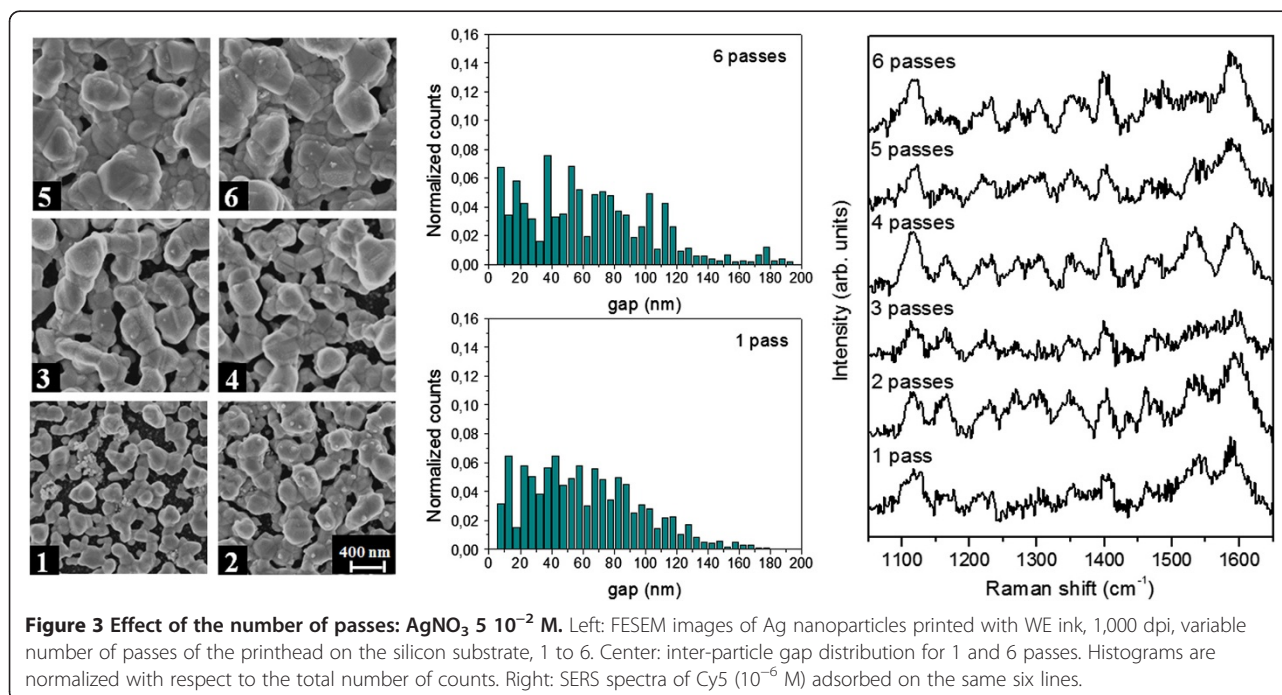 5
6
3
4
1
2
400 nm
0,16
0,14
0,12
0,10
0,08
0,06
0,04
0,02
0,00
Normalized counts
6 passes
0 20 40 60 80 100 120 140 160 180 200
gap (nm)
0,16
0,14
0,12
0,10
0,08
0,06
0,04
0,02
0,00
Normalized counts
1 pass
0 20 40 60 80 100 120 140 160 180 200
gap (nm)
Intensity (arb. units)
6 passes
5 passes
4 passes
3 passes
2 passes
1 pass
1100 1200 1300 1400 1500 1600
Raman shift (cm⁻¹)
Figure 3 Effect of the number of passes: AgNO₃ 5 10⁻² M. Left: FESEM images of Ag nanoparticles printed with WE ink, 1,000 dpi, variable
number of passes of the printhead on the silicon substrate, 1 to 6. Center: inter-particle gap distribution for 1 and 6 passes. Histograms are
normalized with respect to the total number of counts. Right: SERS spectra of Cy5 (10⁻⁶ M) adsorbed on the same six lines.